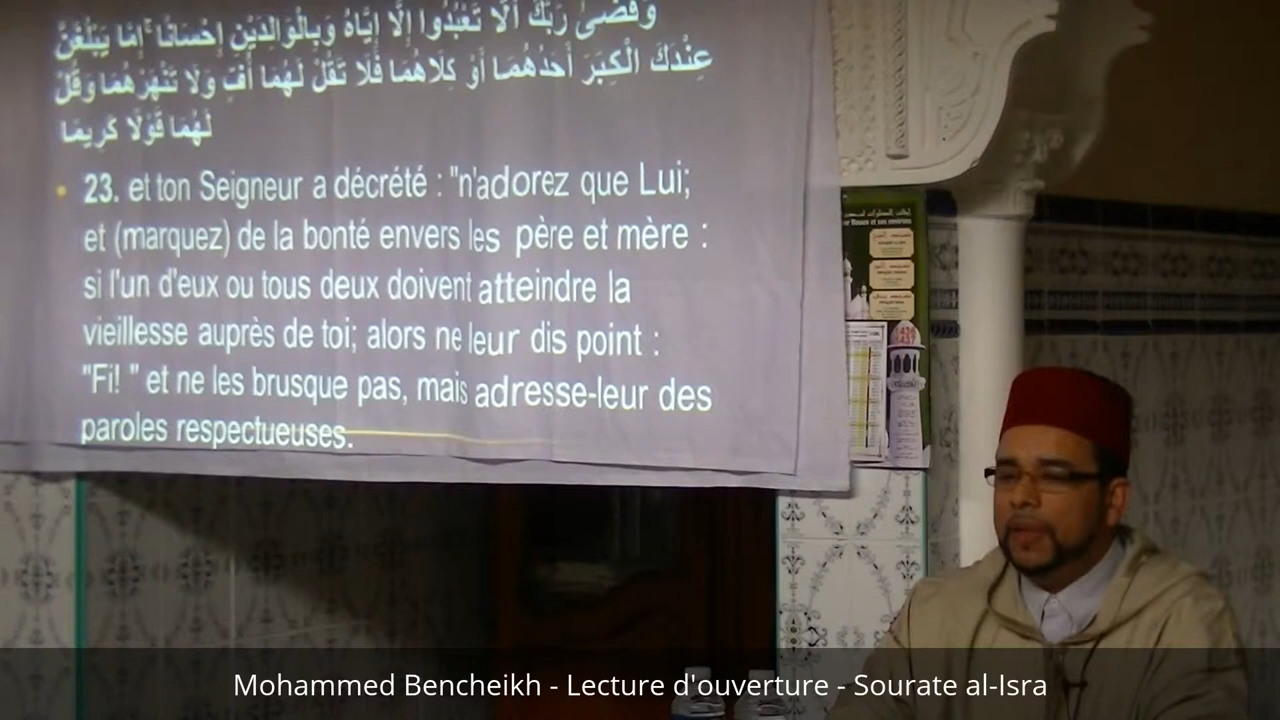 وَقَضَىٰ رَبُّكَ أَلَّا تَعْبُدُوا إِلَّا إِيَّاهُ وَبِالْوَالِدَيْنِ إِحْسَانًا ۚ إِمَّا يَبْلُغَنَّ
عِنْدَكَ الْكِبَرَ أَحَدُهُمَا أَوْ كِلَاهُمَا فَلَا تَقُلْ لَهُمَا أُفٍّ وَلَا تَنْهَرْهُمَا وَقُلْ
لَهُمَا قَوْلًا كَرِيمًا
• 23. et ton Seigneur a décrété : "n'adorez que Lui;
et (marquez) de la bonté envers les père et mère :
si l'un d'eux ou tous deux doivent atteindre la
vieillesse auprès de toi; alors ne leur dis point :
"Fi! " et ne les brusque pas, mais adresse-leur des
paroles respectueuses.
1436
1437
Mohammed Bencheikh - Lecture d'ouverture - Sourate al-Isra